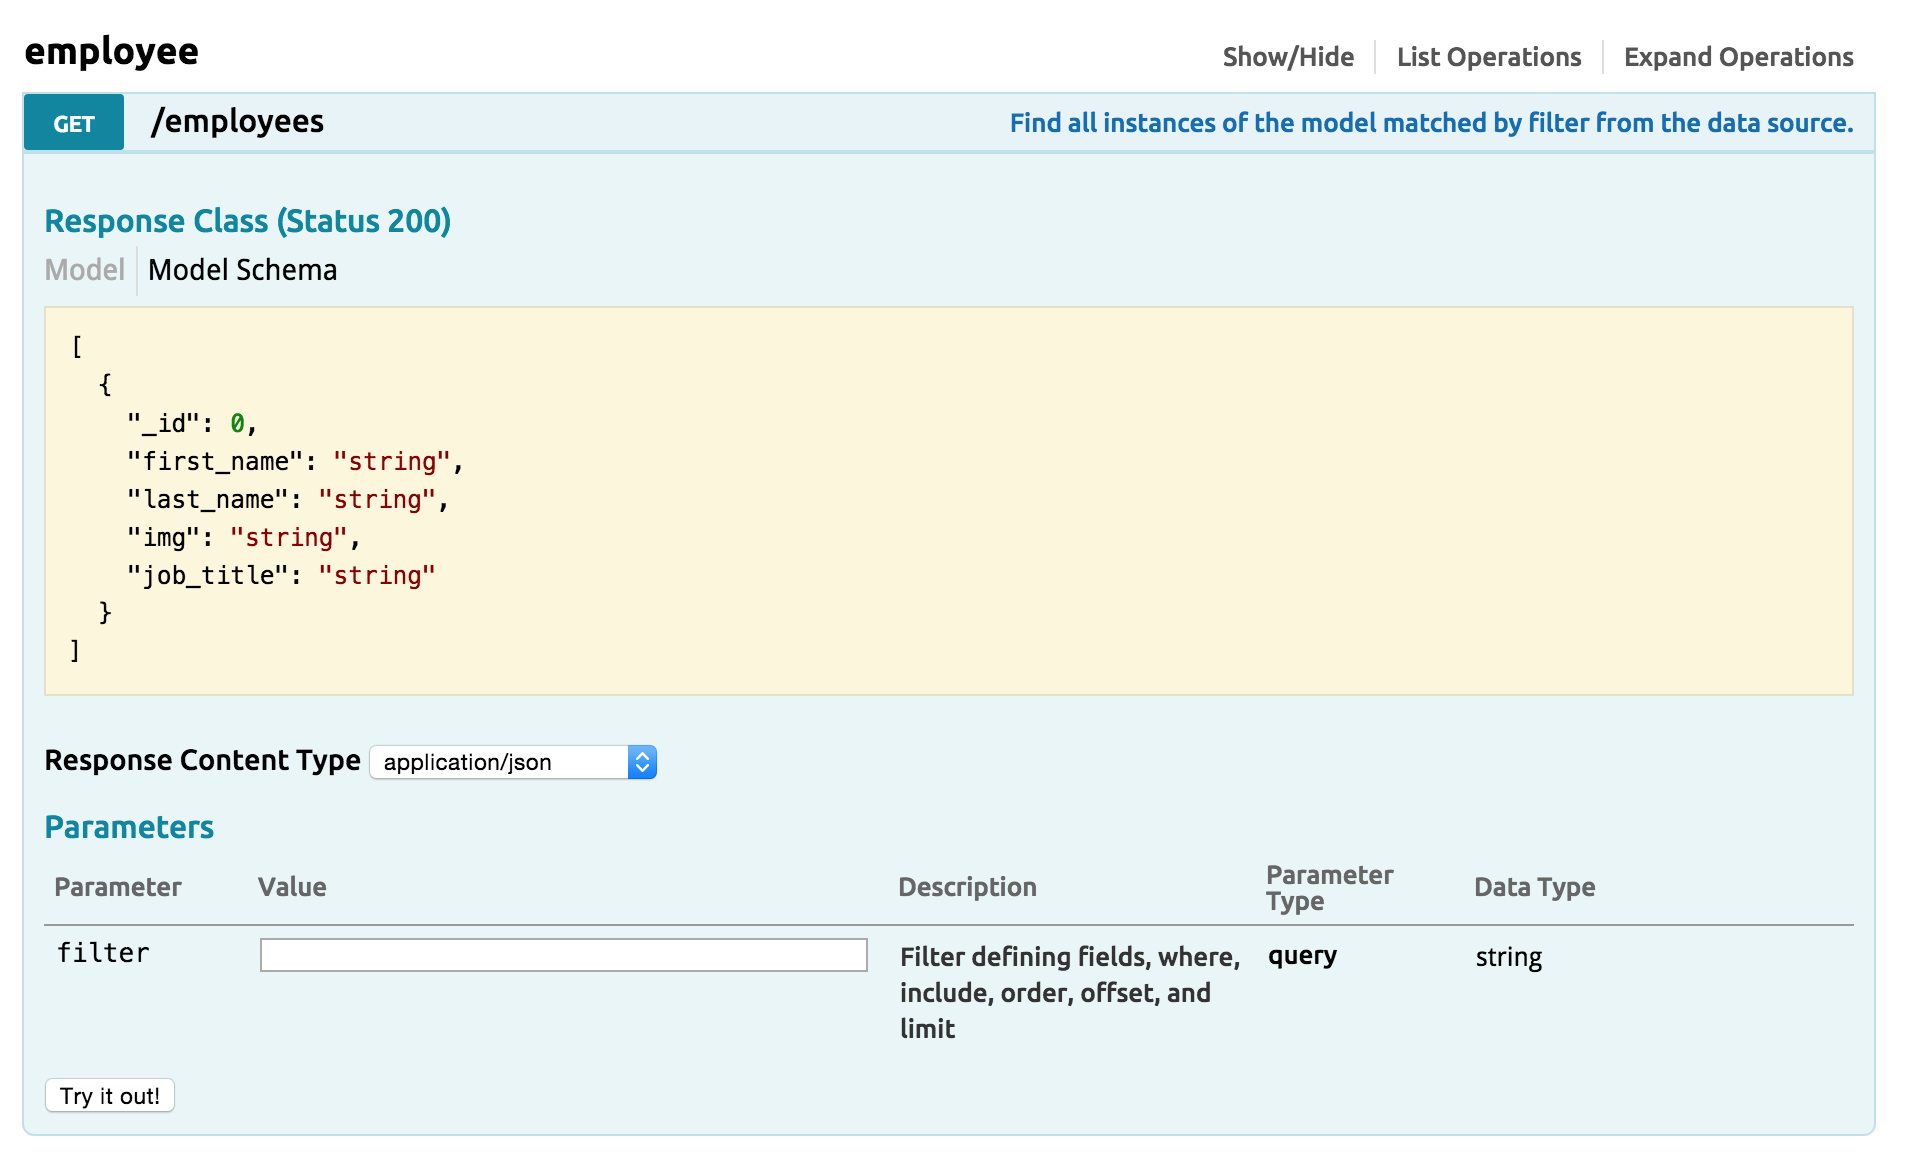 employee
Show/Hide
List Operations
Expand Operations
GET
/employees
Find all instances of the model matched by filter from the data source.
Response Class (Status 200)
Model
Model Schema
[
  {
    "_id": 0,
    "first_name": "string",
    "last_name": "string",
    "img": "string",
    "job_title": "string"
  }
]
Response Content Type
application/json
Parameters
Parameter
Value
Description
Parameter
Type
Data Type
filter
Filter defining fields, where,
include, order, offset, and
limit
query
string
Try it out!